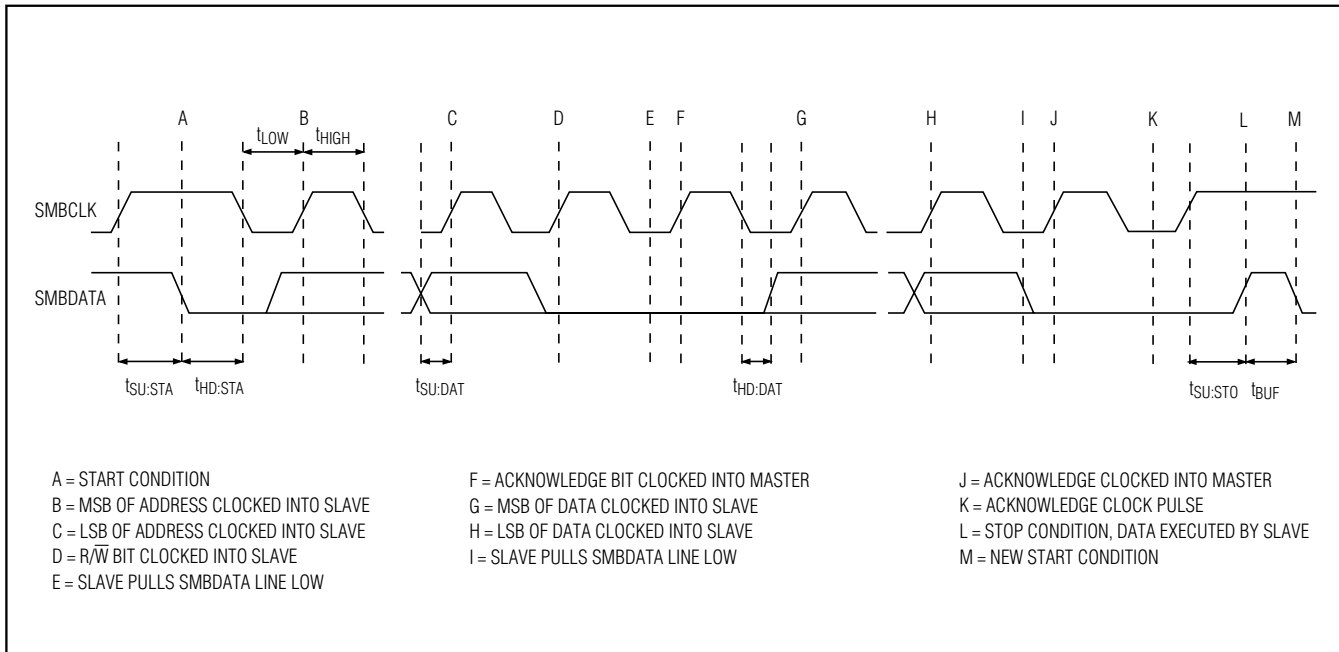 A B C D E F G H I J K L M
tLOW tHIGH
SMBCLK
SMBDATA
tSU:STA tHD:STA tSU:DAT tHD:DAT tSU:STO tBUF
A = START CONDITION
B = MSB OF ADDRESS CLOCKED INTO SLAVE
C = LSB OF ADDRESS CLOCKED INTO SLAVE
D = R/W̅ BIT CLOCKED INTO SLAVE
E = SLAVE PULLS SMBDATA LINE LOW
F = ACKNOWLEDGE BIT CLOCKED INTO MASTER
G = MSB OF DATA CLOCKED INTO SLAVE
H = LSB OF DATA CLOCKED INTO SLAVE
I = SLAVE PULLS SMBDATA LINE LOW
J = ACKNOWLEDGE CLOCKED INTO MASTER
K = ACKNOWLEDGE CLOCK PULSE
L = STOP CONDITION, DATA EXECUTED BY SLAVE
M = NEW START CONDITION